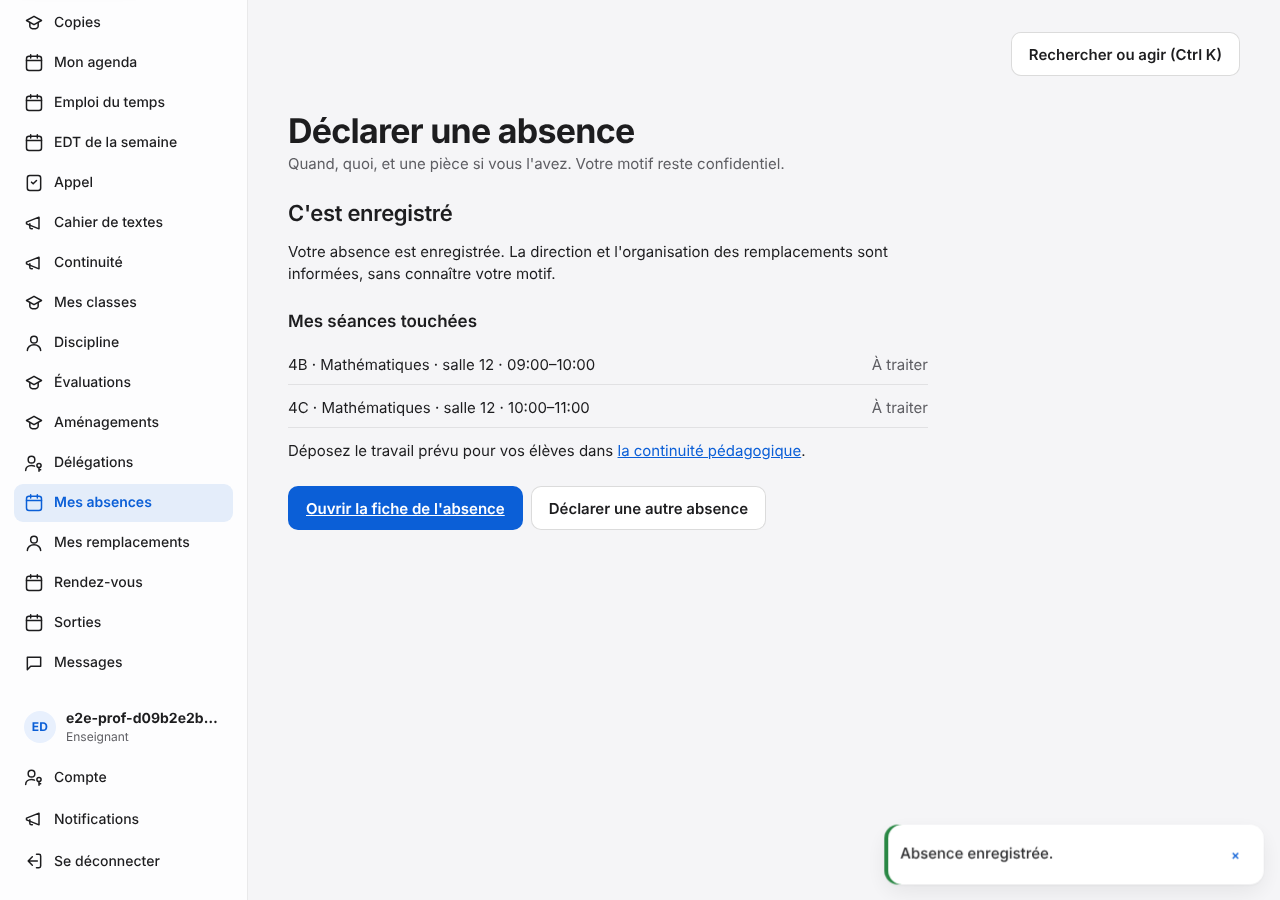 Copies
Mon agenda
Emploi du temps
EDT de la semaine
Appel
Cahier de textes
Continuité
Mes classes
Discipline
Évaluations
Aménagements
Délégations
Mes absences
Mes remplacements
Rendez-vous
Sorties
Messages
ED
e2e-prof-d09b2e2b...
Enseignant
Compte
Notifications
Se déconnecter
Rechercher ou agir (Ctrl K)
Déclarer une absence
Quand, quoi, et une pièce si vous l'avez. Votre motif reste confidentiel.
C'est enregistré
Votre absence est enregistrée. La direction et l'organisation des remplacements sont
informées, sans connaître votre motif.
Mes séances touchées
4B · Mathématiques · salle 12 · 09:00–10:00 À traiter
4C · Mathématiques · salle 12 · 10:00–11:00 À traiter
Déposez le travail prévu pour vos élèves dans la continuité pédagogique.
Ouvrir la fiche de l'absence Déclarer une autre absence
Absence enregistrée. ×